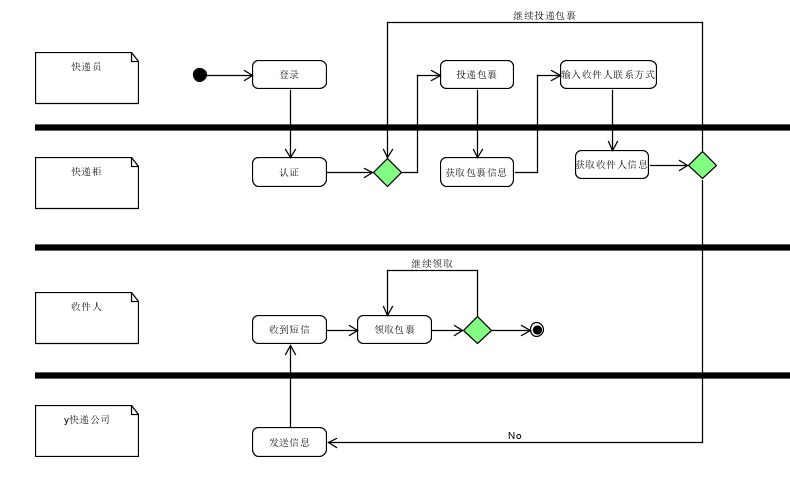 继续投递包裹
快递员
登录
投递包裹
输入收件人联系方式
快递柜
认证
获取包裹信息
获取收件人信息
继续领取
收件人
收到短信
领取包裹
y快递公司
发送信息
No